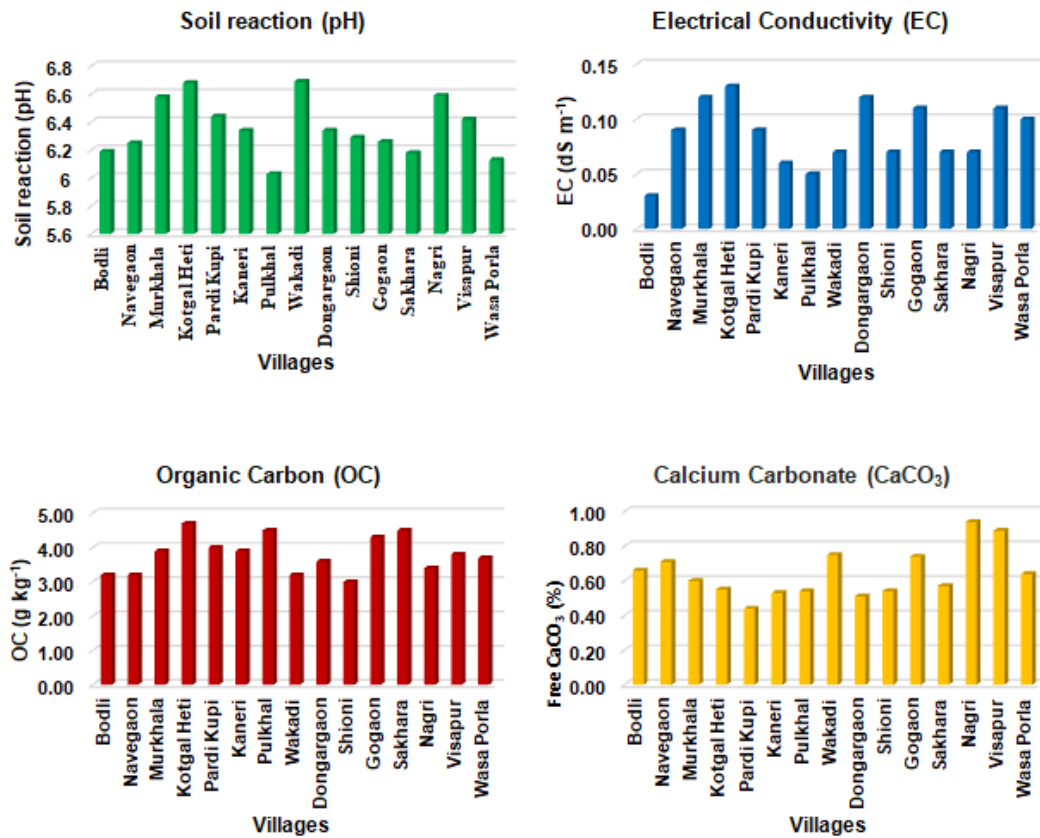 Soil reaction (pH)
Soil reaction (pH)
6.8
6.6
6.4
6.2
6
5.8
5.6
Bodli
Navegaon
Murkhala
Kotgal Heti
Pardi Kupi
Kaneri
Pulkhal
Wakadi
Dongargaon
Shioni
Gogaon
Sakhara
Nagri
Visapur
Wasa Porla
Villages
Electrical Conductivity (EC)
EC (dS m⁻¹)
0.15
0.10
0.05
0.00
Bodli
Navegaon
Murkhala
Kotgal Heti
Pardi Kupi
Kaneri
Pulkhal
Wakadi
Dongargaon
Shioni
Gogaon
Sakhara
Nagri
Visapur
Wasa Porla
Villages
Organic Carbon (OC)
OC (g kg⁻¹)
5.00
4.00
3.00
2.00
1.00
0.00
Bodli
Navegaon
Murkhala
Kotgal Heti
Pardi Kupi
Kaneri
Pulkhal
Wakadi
Dongargaon
Shioni
Gogaon
Sakhara
Nagri
Visapur
Wasa Porla
Villages
Calcium Carbonate (CaCO₃)
Free CaCO₃ (%)
1.00
0.80
0.60
0.40
0.20
0.00
Bodli
Navegaon
Murkhala
Kotgal Heti
Pardi Kupi
Kaneri
Pulkhal
Wakadi
Dongargaon
Shioni
Gogaon
Sakhara
Nagri
Visapur
Wasa Porla
Villages